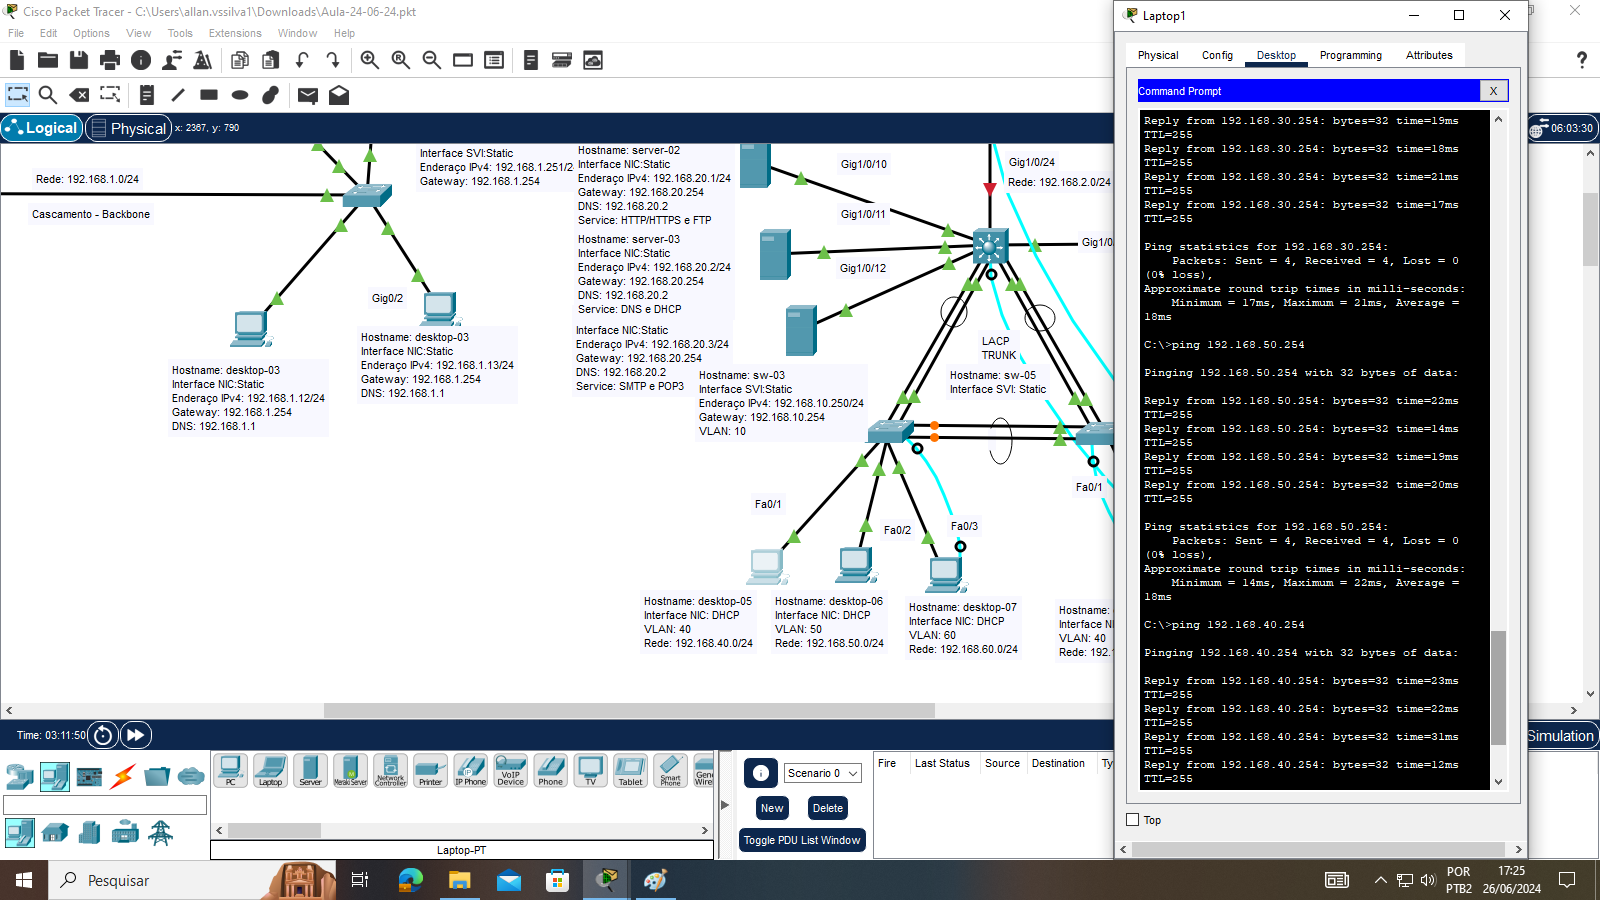 Cisco Packet Tracer - C:\Users\allan.vssilva1\Downloads\Aula-24-06-24.pkt
File Edit Options View Tools Extensions Window Help
?
Logical
Physical
x: 2367, y: 790
06:03:30
Rede: 192.168.1.0/24
Cascamento - Backbone
Interface SVI:Static
Endereço IPv4: 192.168.1.251/2
Gateway: 192.168.1.254
Gig0/2
Hostname: desktop-03
Interface NIC:Static
Endereço IPv4: 192.168.1.12/24
Gateway: 192.168.1.254
DNS: 192.168.1.1
Hostname: desktop-03
Interface NIC:Static
Endereço IPv4: 192.168.1.13/24
Gateway: 192.168.1.254
DNS: 192.168.1.1
Hostname: server-02
Interface NIC:Static
Endereço IPv4: 192.168.20.1/24
Gateway: 192.168.20.254
DNS: 192.168.20.2
Service: HTTP/HTTPS e FTP
Hostname: server-03
Interface NIC:Static
Endereço IPv4: 192.168.20.2/24
Gateway: 192.168.20.254
DNS: 192.168.20.2
Service: DNS e DHCP
Interface NIC:Static
Endereço IPv4: 192.168.20.3/24
Gateway: 192.168.20.254
DNS: 192.168.20.2
Service: SMTP e POP3
Gig1/0/10
Gig1/0/11
Gig1/0/12
Gig1/0/24
Rede: 192.168.2.0/24
Gig1/0
LACP
TRUNK
Hostname: sw-03
Interface SVI:Static
Endereço IPv4: 192.168.10.250/24
Gateway: 192.168.10.254
VLAN: 10
Hostname: sw-05
Interface SVI: Static
Fa0/1
Fa0/2
Fa0/3
Fa0/1
Hostname: desktop-05
Interface NIC: DHCP
VLAN: 40
Rede: 192.168.40.0/24
Hostname: desktop-06
Interface NIC: DHCP
VLAN: 50
Rede: 192.168.50.0/24
Hostname: desktop-07
Interface NIC: DHCP
VLAN: 60
Rede: 192.168.60.0/24
Hostname:
Interface N
VLAN: 40
Rede: 192.1
Laptop1
Physical Config Desktop Programming Attributes
Command Prompt
X
Reply from 192.168.30.254: bytes=32 time=19ms
TTL=255
Reply from 192.168.30.254: bytes=32 time=18ms
TTL=255
Reply from 192.168.30.254: bytes=32 time=21ms
TTL=255
Reply from 192.168.30.254: bytes=32 time=17ms
TTL=255
Ping statistics for 192.168.30.254:
Packets: Sent = 4, Received = 4, Lost = 0
(0% loss),
Approximate round trip times in milli-seconds:
Minimum = 17ms, Maximum = 21ms, Average =
18ms
C:\>ping 192.168.50.254
Pinging 192.168.50.254 with 32 bytes of data:
Reply from 192.168.50.254: bytes=32 time=22ms
TTL=255
Reply from 192.168.50.254: bytes=32 time=14ms
TTL=255
Reply from 192.168.50.254: bytes=32 time=19ms
TTL=255
Reply from 192.168.50.254: bytes=32 time=20ms
TTL=255
Ping statistics for 192.168.50.254:
Packets: Sent = 4, Received = 4, Lost = 0
(0% loss),
Approximate round trip times in milli-seconds:
Minimum = 14ms, Maximum = 22ms, Average =
18ms
C:\>ping 192.168.40.254
Pinging 192.168.40.254 with 32 bytes of data:
Reply from 192.168.40.254: bytes=32 time=23ms
TTL=255
Reply from 192.168.40.254: bytes=32 time=22ms
TTL=255
Reply from 192.168.40.254: bytes=32 time=31ms
TTL=255
Reply from 192.168.40.254: bytes=32 time=12ms
TTL=255
Top
Time: 03:11:50
Simulation
PC
Laptop
Server
Meraki Server
Network Controller
Printer
IP Phone
VoIP Device
Phone
TV
Tablet
Smart Phone
Gene Wire
Laptop-PT
Scenario 0
New
Delete
Toggle PDU List Window
Fire Last Status Source Destination Ty
Pesquisar
POR
PTB2
17:25
26/06/2024